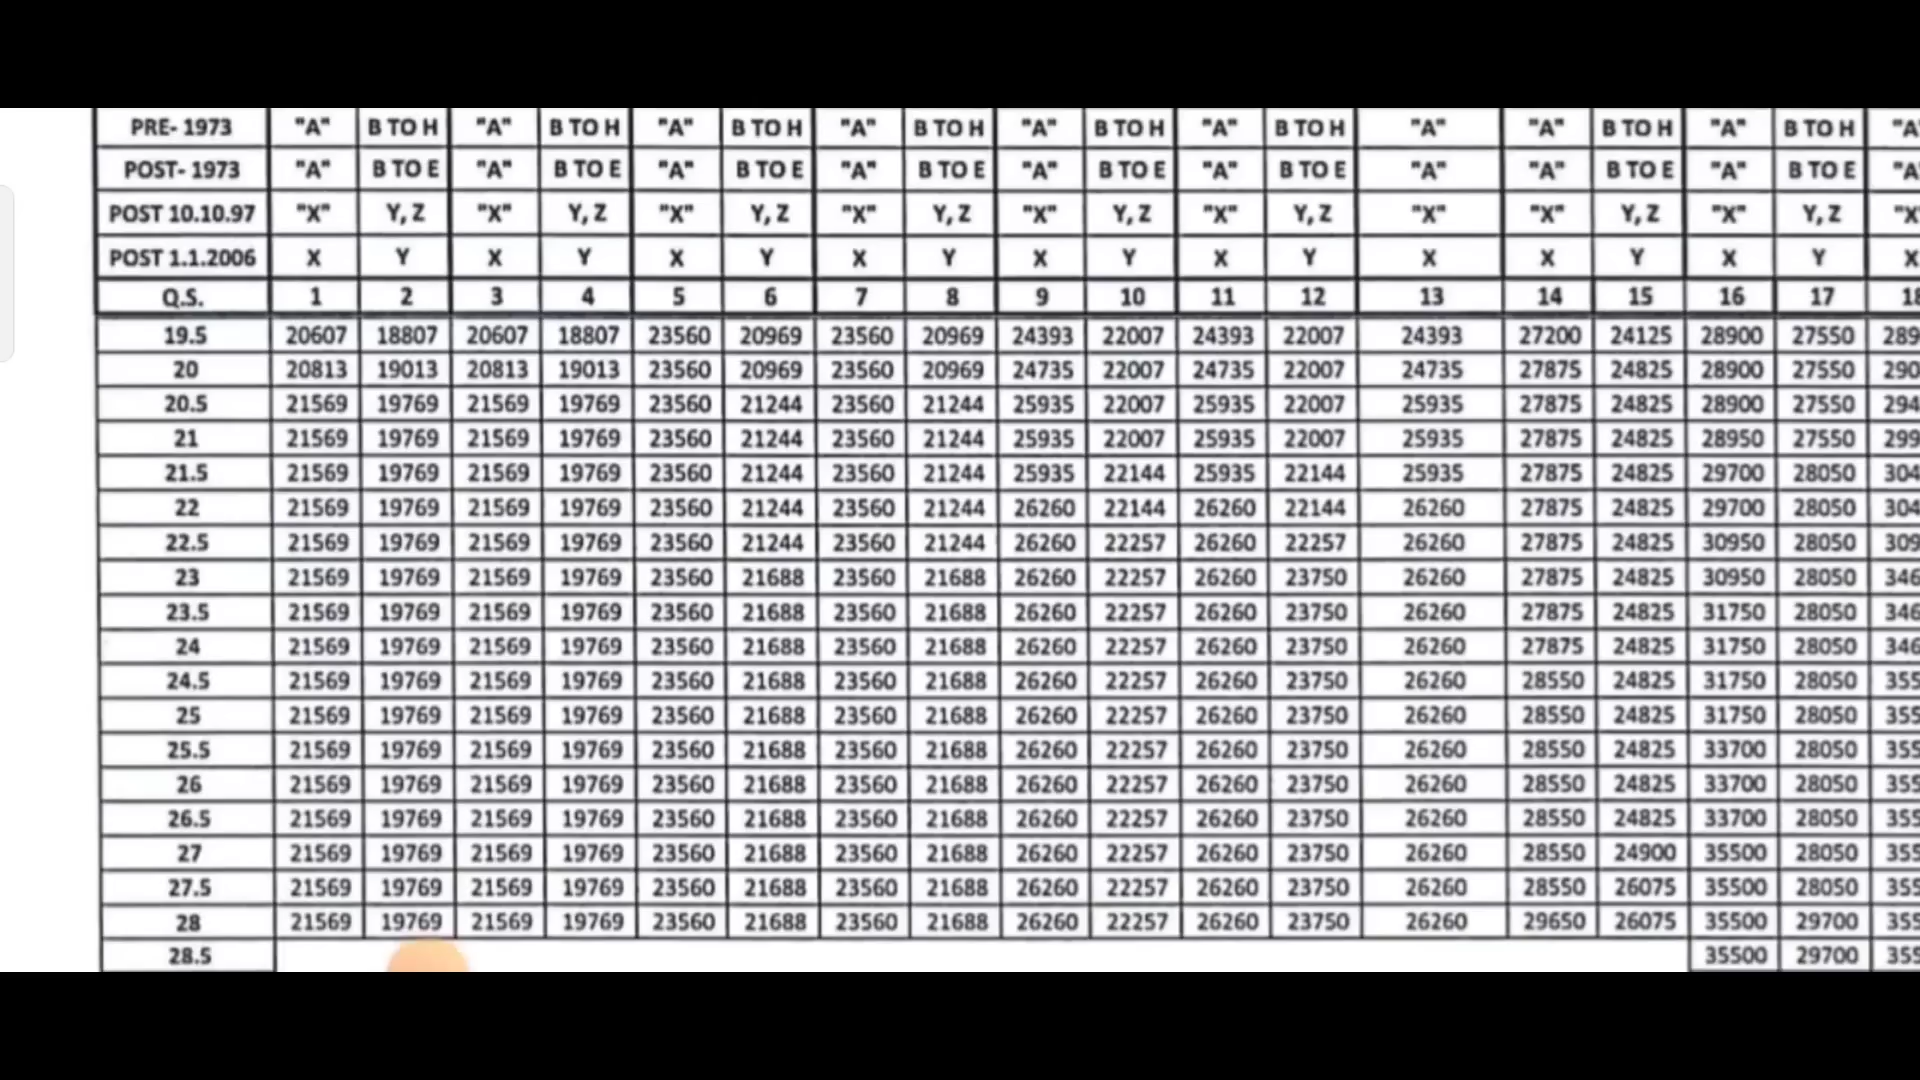 PRE- 1973 "A" B TO H "A" B TO H "A" B TO H "A" B TO H "A" B TO H "A" B TO H "A" "A" B TO H "A" B TO H "A
POST- 1973 "A" B TO E "A" B TO E "A" B TO E "A" B TO E "A" B TO E "A" B TO E "A" "A" B TO E "A" B TO E "A
POST 10.10.97 "X" Y, Z "X" Y, Z "X" Y, Z "X" Y, Z "X" Y, Z "X" Y, Z "X" "X" Y, Z "X" Y, Z "X
POST 1.1.2006 X Y X Y X Y X Y X Y X Y X X Y X Y X
Q.S. 1 2 3 4 5 6 7 8 9 10 11 12 13 14 15 16 17 18
19.5 20607 18807 20607 18807 23560 20969 23560 20969 24393 22007 24393 22007 24393 27200 24125 28900 27550 289
20 20813 19013 20813 19013 23560 20969 23560 20969 24735 22007 24735 22007 24735 27875 24825 28900 27550 290
20.5 21569 19769 21569 19769 23560 21244 23560 21244 25935 22007 25935 22007 25935 27875 24825 28900 27550 294
21 21569 19769 21569 19769 23560 21244 23560 21244 25935 22007 25935 22007 25935 27875 24825 28950 27550 299
21.5 21569 19769 21569 19769 23560 21244 23560 21244 25935 22144 25935 22144 25935 27875 24825 29700 28050 304
22 21569 19769 21569 19769 23560 21244 23560 21244 26260 22144 26260 22144 26260 27875 24825 29700 28050 304
22.5 21569 19769 21569 19769 23560 21244 23560 21244 26260 22257 26260 22257 26260 27875 24825 30950 28050 309
23 21569 19769 21569 19769 23560 21688 23560 21688 26260 22257 26260 23750 26260 27875 24825 30950 28050 346
23.5 21569 19769 21569 19769 23560 21688 23560 21688 26260 22257 26260 23750 26260 27875 24825 31750 28050 346
24 21569 19769 21569 19769 23560 21688 23560 21688 26260 22257 26260 23750 26260 27875 24825 31750 28050 346
24.5 21569 19769 21569 19769 23560 21688 23560 21688 26260 22257 26260 23750 26260 28550 24825 31750 28050 355
25 21569 19769 21569 19769 23560 21688 23560 21688 26260 22257 26260 23750 26260 28550 24825 31750 28050 355
25.5 21569 19769 21569 19769 23560 21688 23560 21688 26260 22257 26260 23750 26260 28550 24825 33700 28050 355
26 21569 19769 21569 19769 23560 21688 23560 21688 26260 22257 26260 23750 26260 28550 24825 33700 28050 355
26.5 21569 19769 21569 19769 23560 21688 23560 21688 26260 22257 26260 23750 26260 28550 24825 33700 28050 355
27 21569 19769 21569 19769 23560 21688 23560 21688 26260 22257 26260 23750 26260 28550 24900 35500 28050 355
27.5 21569 19769 21569 19769 23560 21688 23560 21688 26260 22257 26260 23750 26260 28550 26075 35500 28050 355
28 21569 19769 21569 19769 23560 21688 23560 21688 26260 22257 26260 23750 26260 29650 26075 35500 29700 355
28.5 35500 29700 355